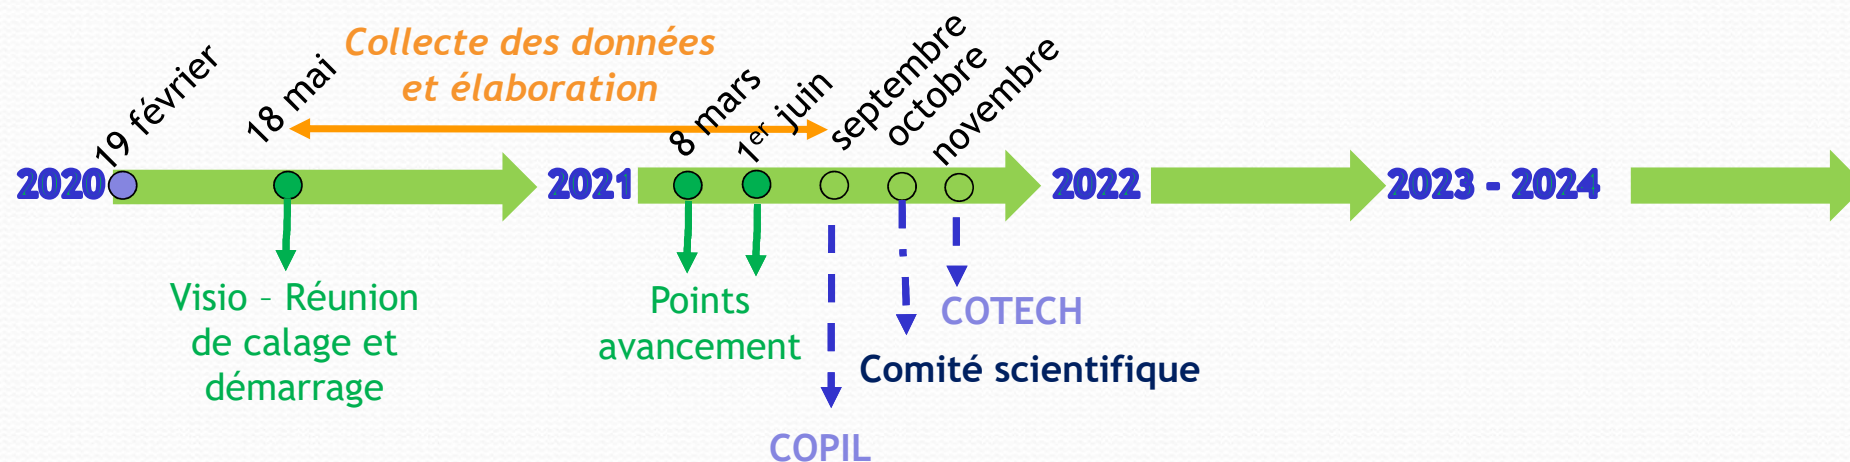 Collecte des données
et élaboration
19 février
18 mai
8 mars
1er juin
septembre
octobre
novembre
2020
2021
2022
2023 - 2024
Visio – Réunion
de calage et
démarrage
Points
avancement
COTECH
Comité scientifique
COPIL